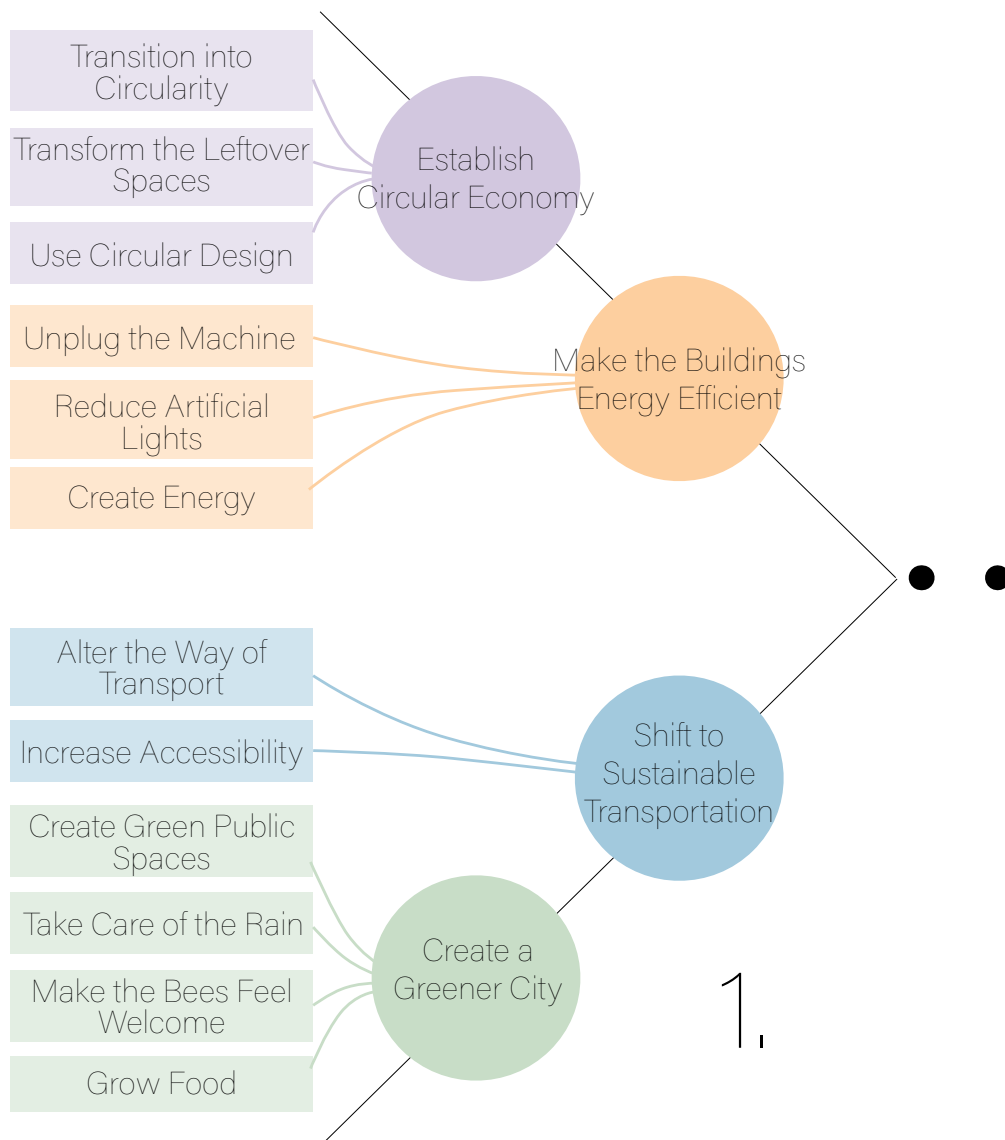 Transition into
Circularity
Transform the Leftover
Spaces
Use Circular Design
Establish
Circular Economy
Unplug the Machine
Reduce Artificial
Lights
Create Energy
Make the Buildings
Energy Efficient
Alter the Way of
Transport
Increase Accessibility
Shift to
Sustainable
Transportation
Create Green Public
Spaces
Take Care of the Rain
Make the Bees Feel
Welcome
Grow Food
Create a
Greener City
1.